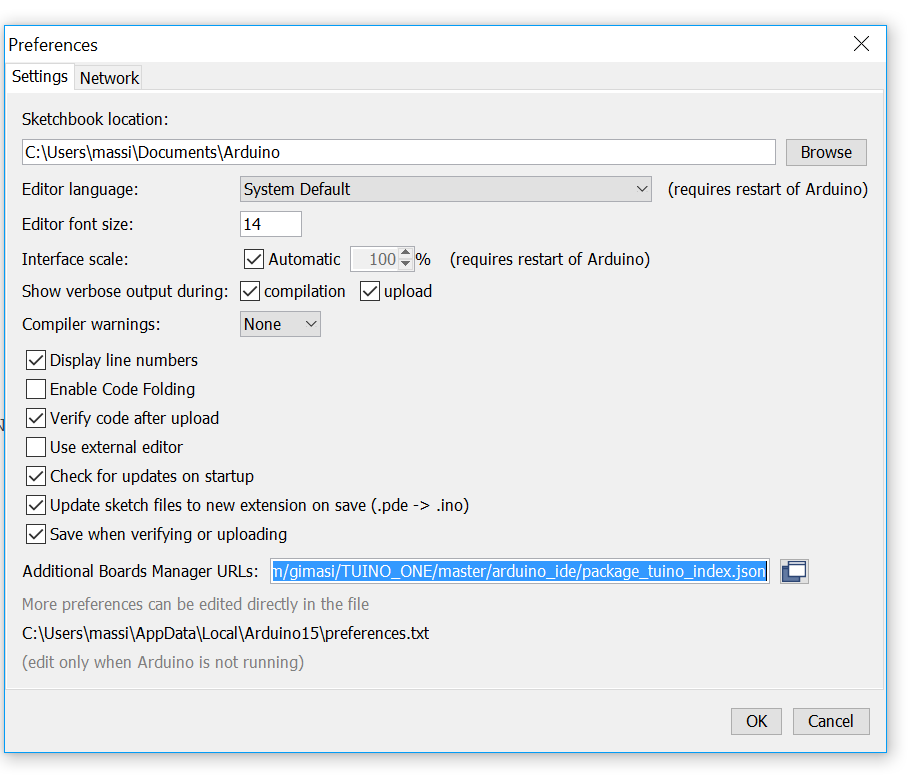 Preferences
Settings Network
Sketchbook location:
C:\Users\massi\Documents\Arduino Browse
Editor language: System Default (requires restart of Arduino)
Editor font size: 14
Interface scale: Automatic 100 % (requires restart of Arduino)
Show verbose output during: compilation upload
Compiler warnings: None
Display line numbers
Enable Code Folding
Verify code after upload
Use external editor
Check for updates on startup
Update sketch files to new extension on save (.pde -> .ino)
Save when verifying or uploading
Additional Boards Manager URLs: m/gimasi/TUINO_ONE/master/arduino_ide/package_tuino_index.json
More preferences can be edited directly in the file
C:\Users\massi\AppData\Local\Arduino15\preferences.txt
(edit only when Arduino is not running)
OK Cancel